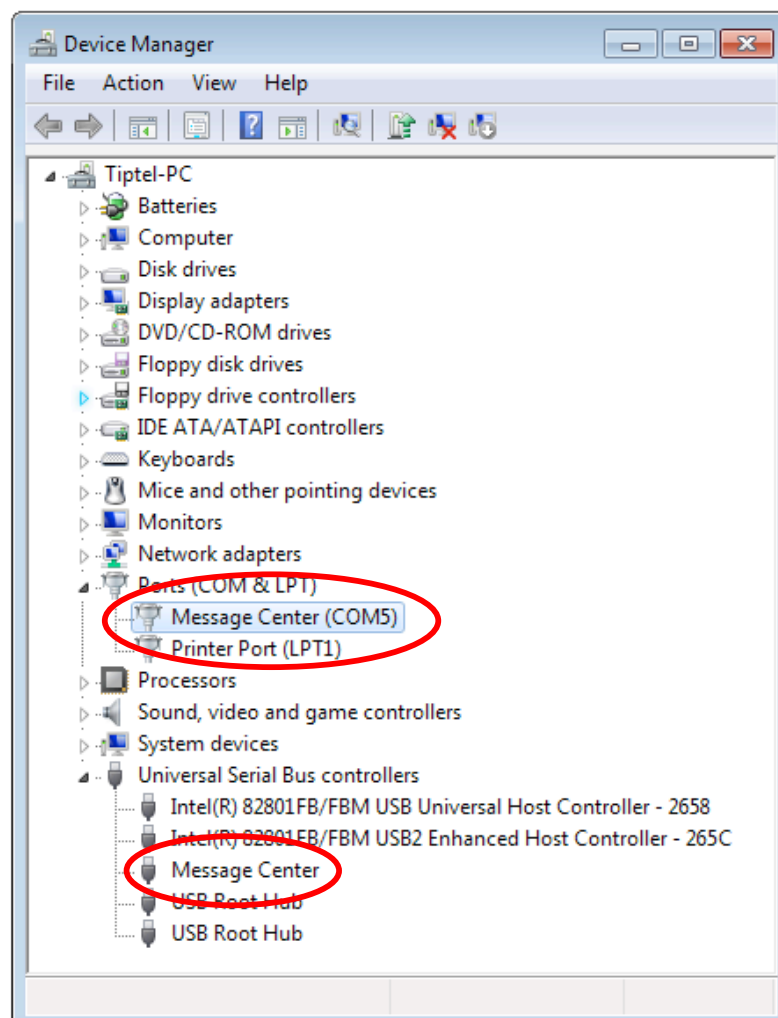 Device Manager
File Action View Help
Tiptel-PC
Batteries
Computer
Disk drives
Display adapters
DVD/CD-ROM drives
Floppy disk drives
Floppy drive controllers
IDE ATA/ATAPI controllers
Keyboards
Mice and other pointing devices
Monitors
Network adapters
Ports (COM & LPT)
Message Center (COM5)
Printer Port (LPT1)
Processors
Sound, video and game controllers
System devices
Universal Serial Bus controllers
Intel(R) 82801FB/FBM USB Universal Host Controller - 2658
Intel(R) 82801FB/FBM USB2 Enhanced Host Controller - 265C
Message Center
USB Root Hub
USB Root Hub